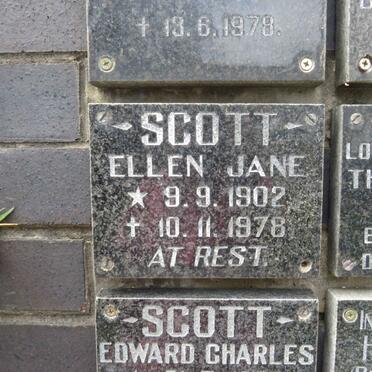 ✝ 13.6.1978.
SCOTT
ELLEN JANE
★ 9.9.1902
✝ 10.11.1978
AT REST.
SCOTT
EDWARD CHARLES